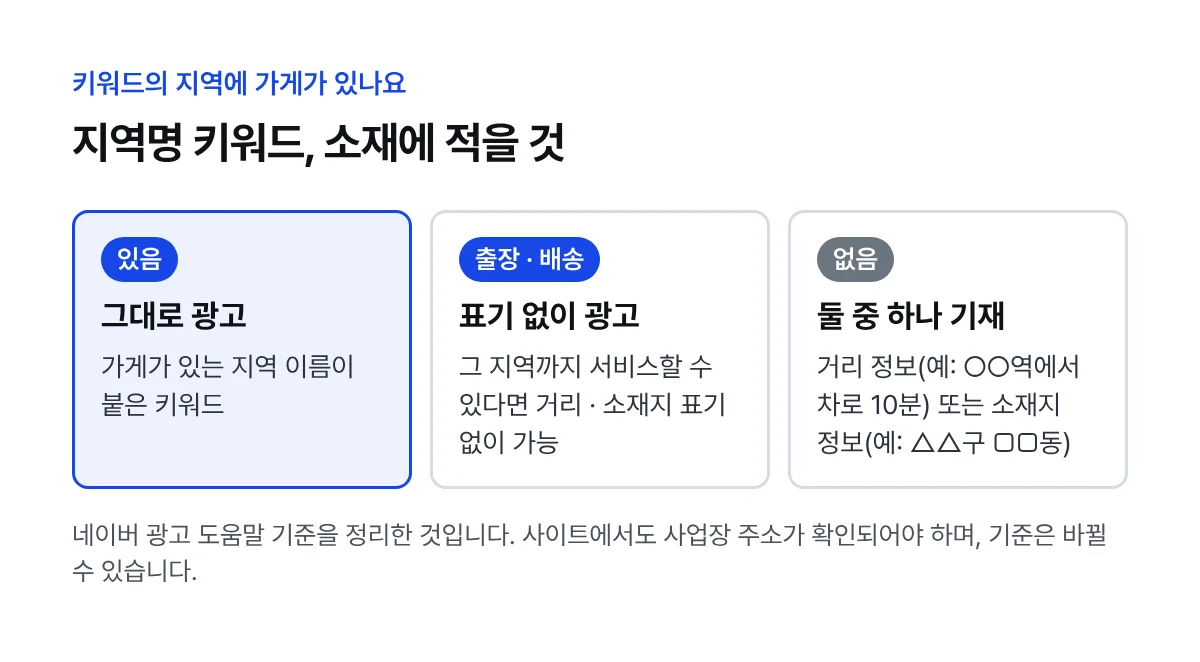 키워드의 지역에 가게가 있나요
지역명 키워드, 소재에 적을 것
있음
그대로 광고
가게가 있는 지역 이름이
붙은 키워드
출장 · 배송
표기 없이 광고
그 지역까지 서비스할 수
있다면 거리 · 소재지 표기
없이 가능
없음
둘 중 하나 기재
거리 정보(예: ○○역에서
차로 10분) 또는 소재지
정보(예: △△구 □□동)
네이버 광고 도움말 기준을 정리한 것입니다. 사이트에서도 사업장 주소가 확인되어야 하며, 기준은 바뀔
수 있습니다.